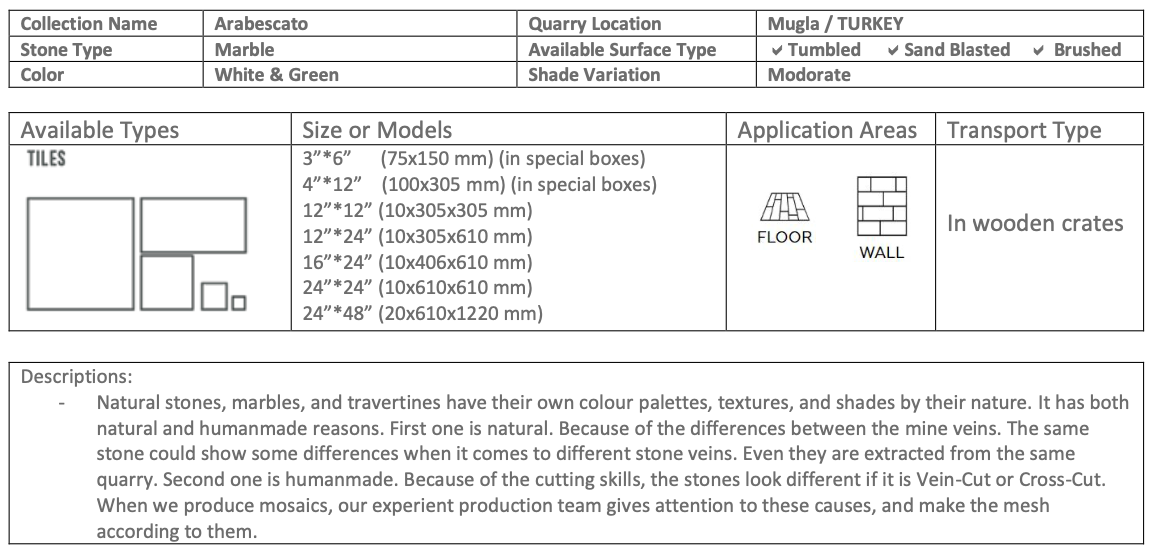 Collection Name Arabescato Quarry Location Mugla / TURKEY
Stone Type Marble Available Surface Type ✓ Tumbled ✓ Sand Blasted ✓ Brushed
Color White & Green Shade Variation Modorate
Available Types Size or Models Application Areas Transport Type
TILES
3”*6” (75x150 mm) (in special boxes)
4”*12” (100x305 mm) (in special boxes)
12”*12” (10x305x305 mm)
12”*24” (10x305x610 mm)
16”*24” (10x406x610 mm)
24”*24” (10x610x610 mm)
24”*48” (20x610x1220 mm)
FLOOR
WALL
In wooden crates
Descriptions:
- Natural stones, marbles, and travertines have their own colour palettes, textures, and shades by their nature. It has both
natural and humanmade reasons. First one is natural. Because of the differences between the mine veins. The same
stone could show some differences when it comes to different stone veins. Even they are extracted from the same
quarry. Second one is humanmade. Because of the cutting skills, the stones look different if it is Vein-Cut or Cross-Cut.
When we produce mosaics, our experient production team gives attention to these causes, and make the mesh
according to them.